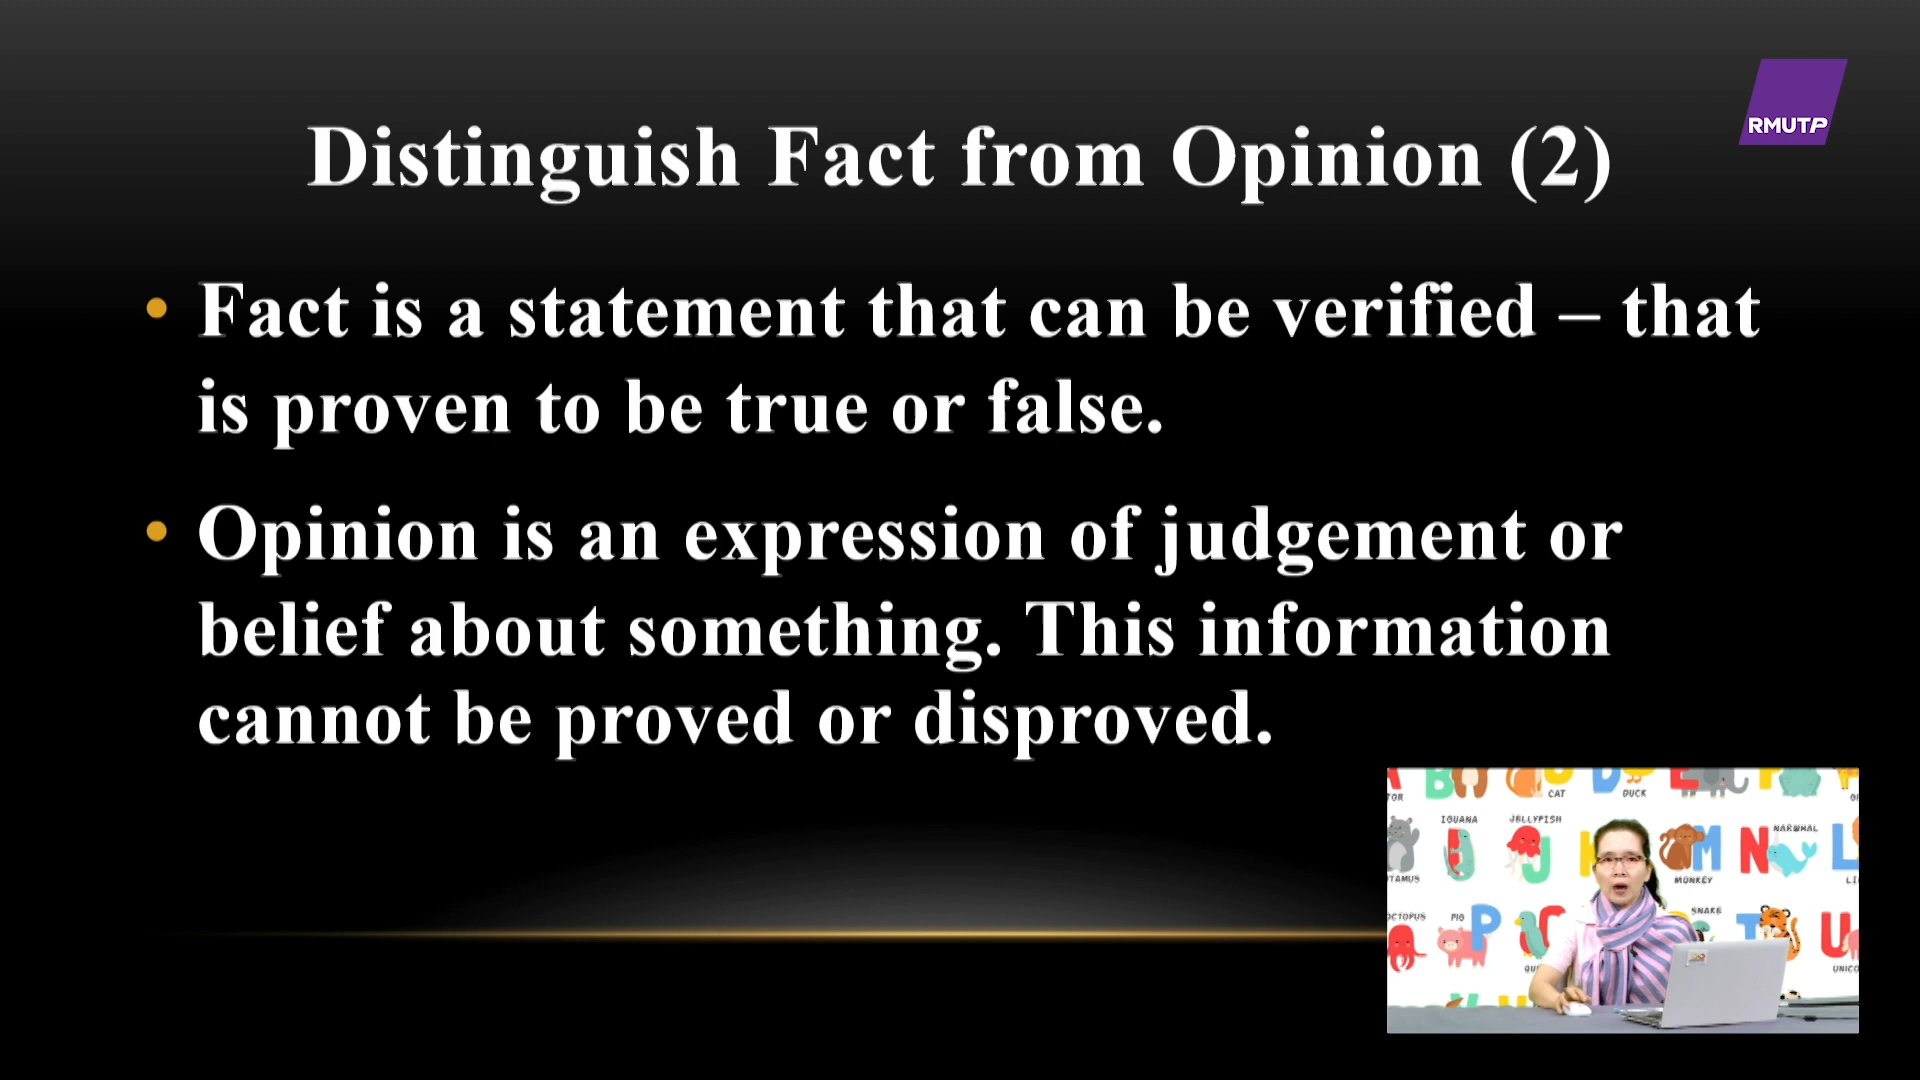 RMUTP
Distinguish Fact from Opinion (2)
• Fact is a statement that can be verified – that
is proven to be true or false.
• Opinion is an expression of judgement or
belief about something. This information
cannot be proved or disproved.
CAT DUCK
IGUANA JELLYFISH NARWHAL
MONKEY
OCTOPUS PIG SNARE
P T U